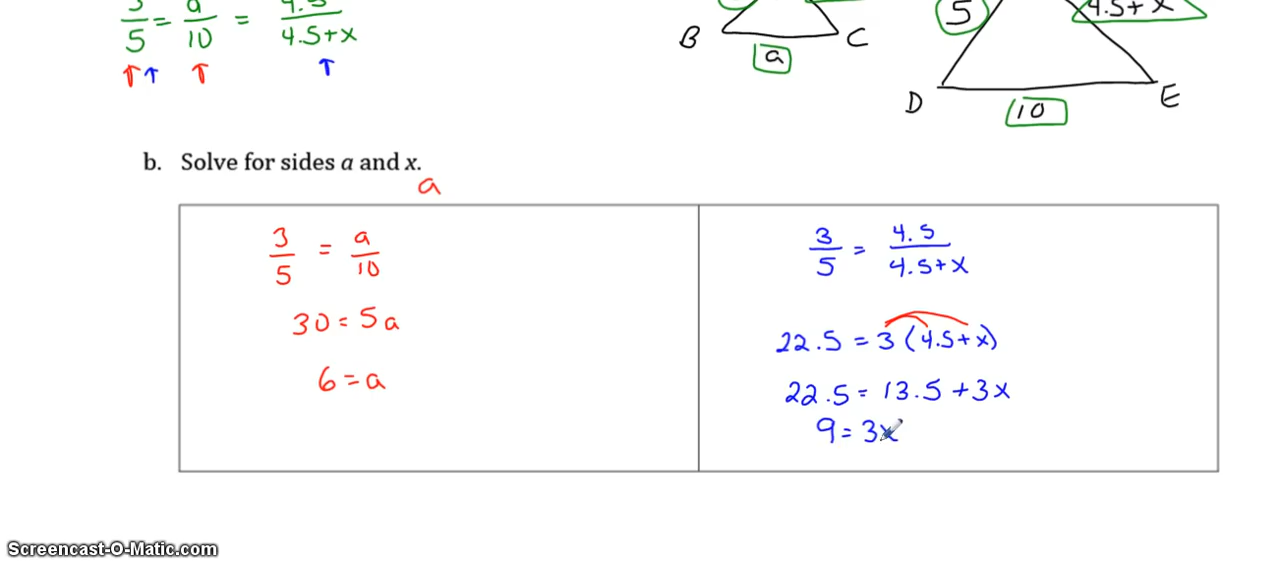 3/5 = a/10 = 4.5/4.5+x
↑ ↑ ↑ ↑
B C
a
5
4.5+x
D E
10
b. Solve for sides a and x.
a
3/5 = a/10
30 = 5a
6 = a
3/5 = 4.5/4.5+x
22.5 = 3(4.5+x)
22.5 = 13.5 + 3x
9 = 3x
Screencast-O-Matic.com